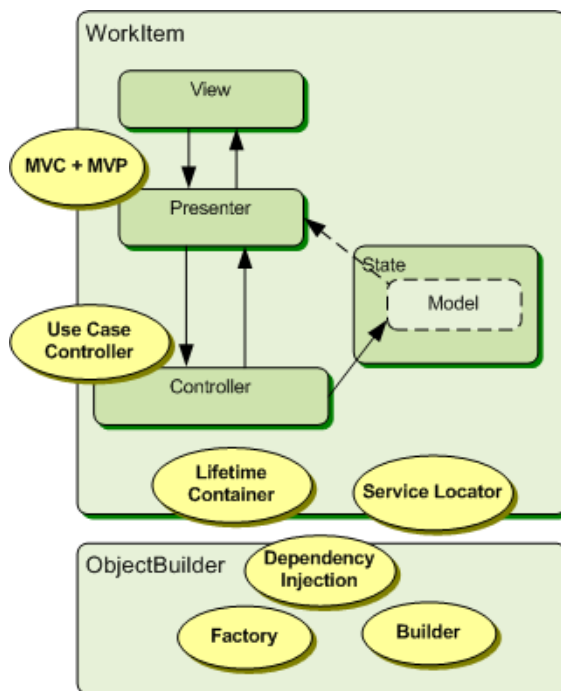 WorkItem
View
MVC + MVP
Presenter
State
Model
Use Case
Controller
Controller
Lifetime
Container
Service Locator
ObjectBuilder
Dependency
Injection
Factory
Builder